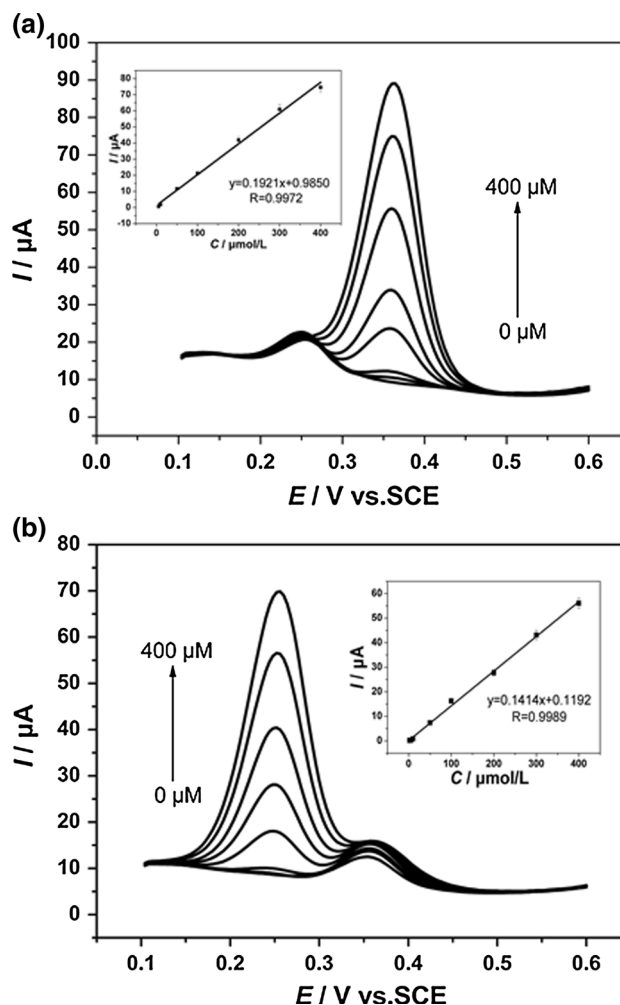 (a)
100
90
80
70
60
50
40
30
20
10
0
I / µA
0.0 0.1 0.2 0.3 0.4 0.5 0.6
E / V vs.SCE
400 µM
0 µM
80
70
60
50
40
30
20
10
0
-10
I / µA
0 100 200 300 400
C / µmol/L
y=0.1921x+0.9850
R=0.9972
(b)
80
70
60
50
40
30
20
10
0
I / µA
0.1 0.2 0.3 0.4 0.5 0.6
E / V vs.SCE
400 µM
0 µM
60
50
40
30
20
10
0
I / µA
0 100 200 300 400
C / µmol/L
y=0.1414x+0.1192
R=0.9989